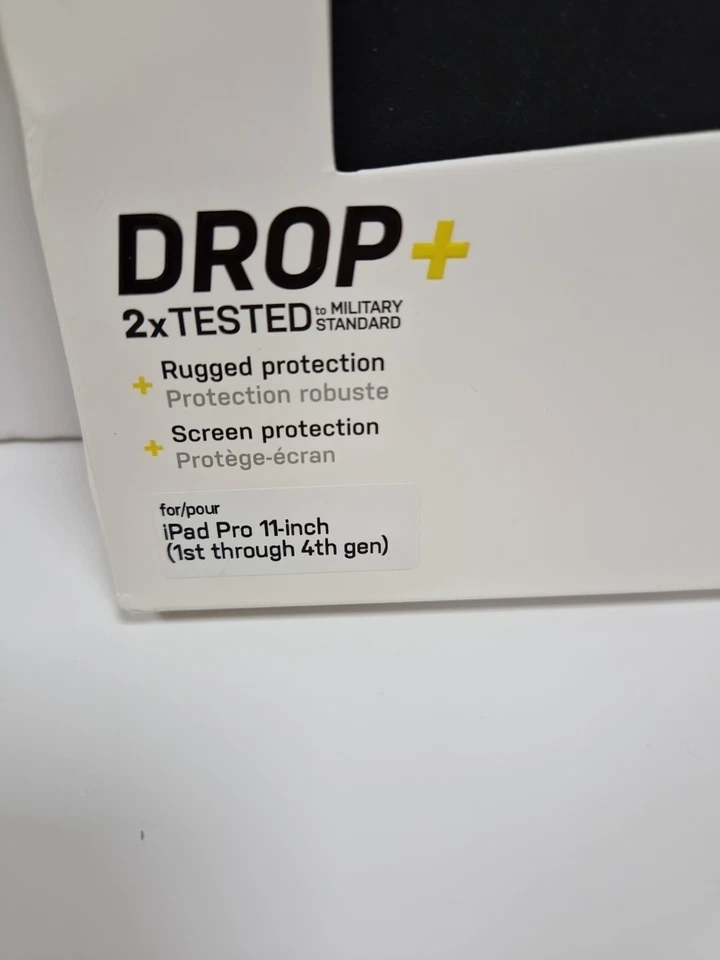 DROP+
2xTESTED to MILITARY STANDARD
+ Rugged protection
Protection robuste
+ Screen protection
Protège-écran
for/pour
iPad Pro 11-inch
(1st through 4th gen)